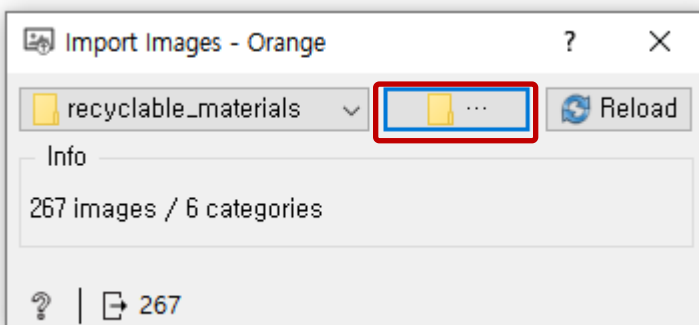 Import Images - Orange ? ×
recyclable_materials ... Reload
Info
267 images / 6 categories
? 267